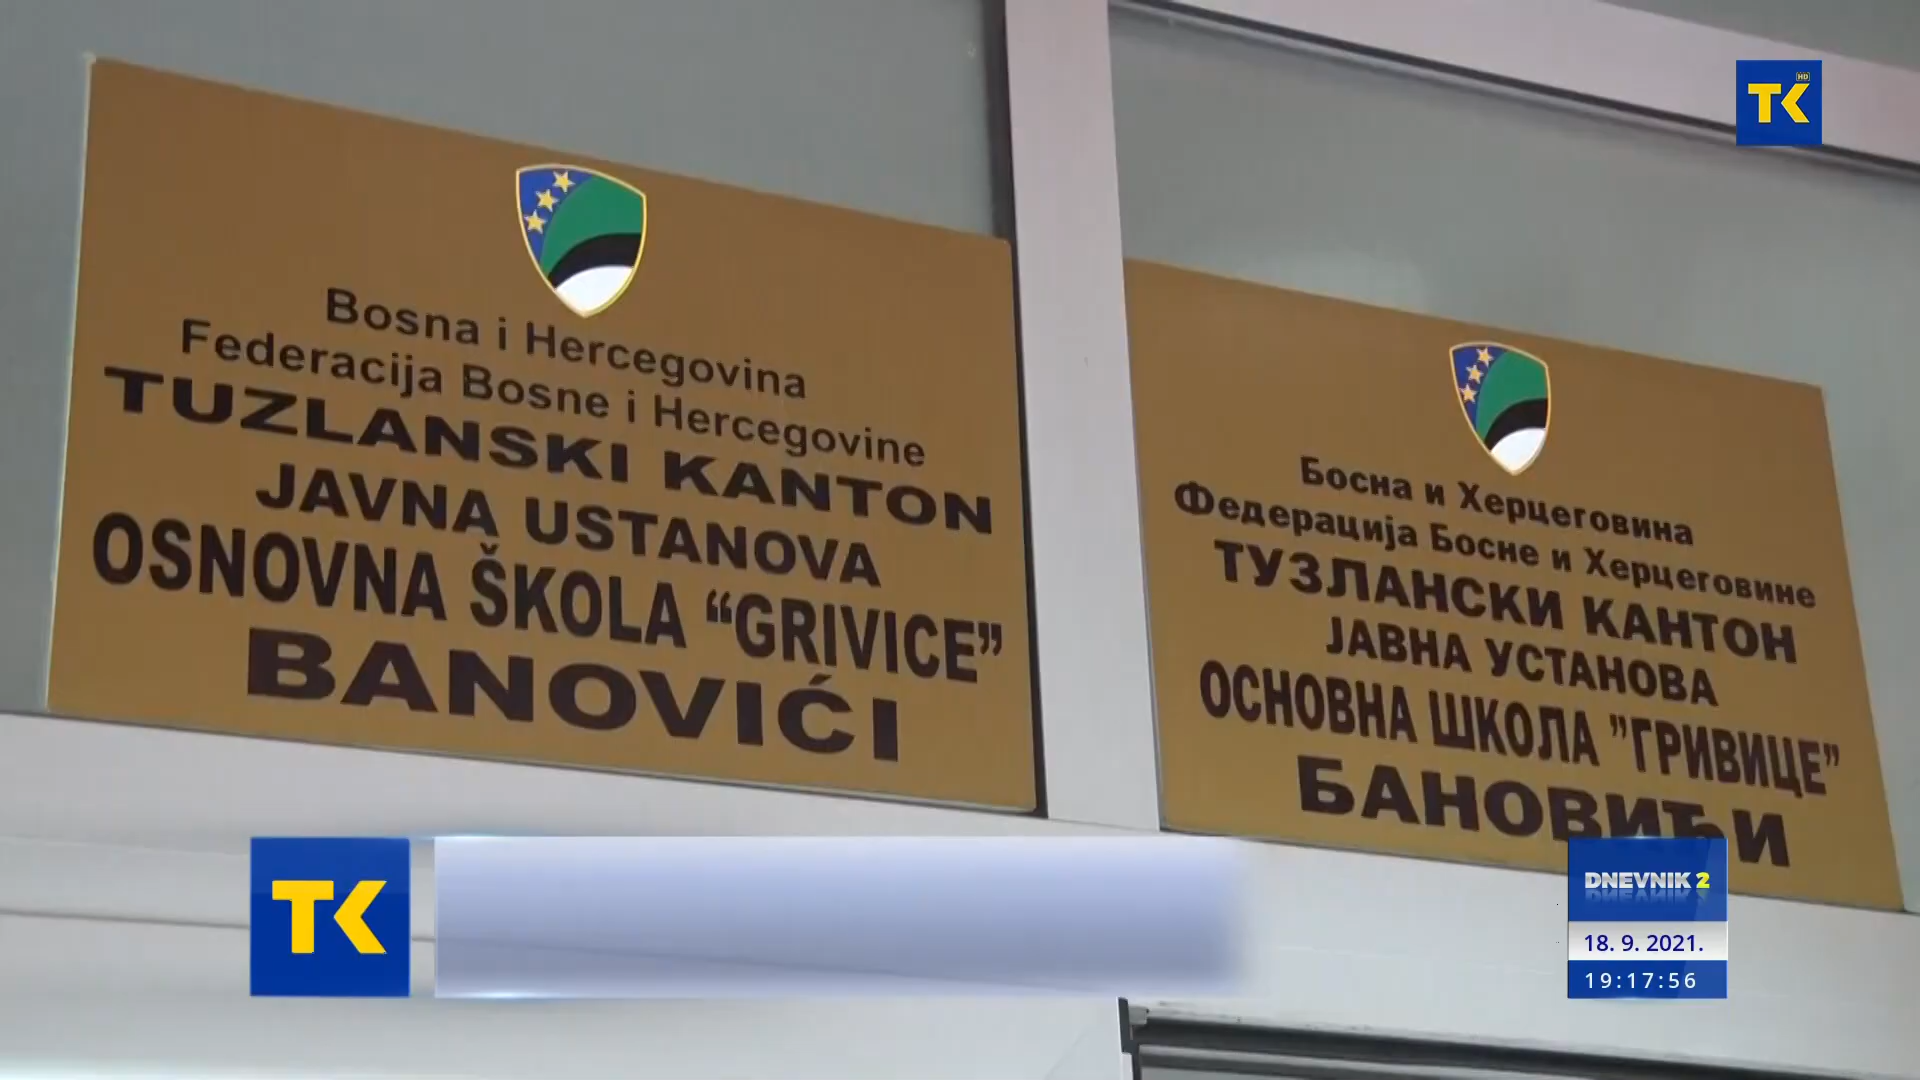 TK HD
Bosna i Hercegovina
Federacija Bosne i Hercegovine
TUZLANSKI KANTON
JAVNA USTANOVA
OSNOVNA ŠKOLA “GRIVICE”
BANOVIĆI
Босна и Херцеговина
Федерација Босне и Херцеговине
ТУЗЛАНСКИ КАНТОН
ЈАВНА УСТАНОВА
ОСНОВНА ШКОЛА ”ГРИВИЦЕ”
БАНОВИЋИ
TK
DNEVNIK 2
18. 9. 2021.
19:17:56